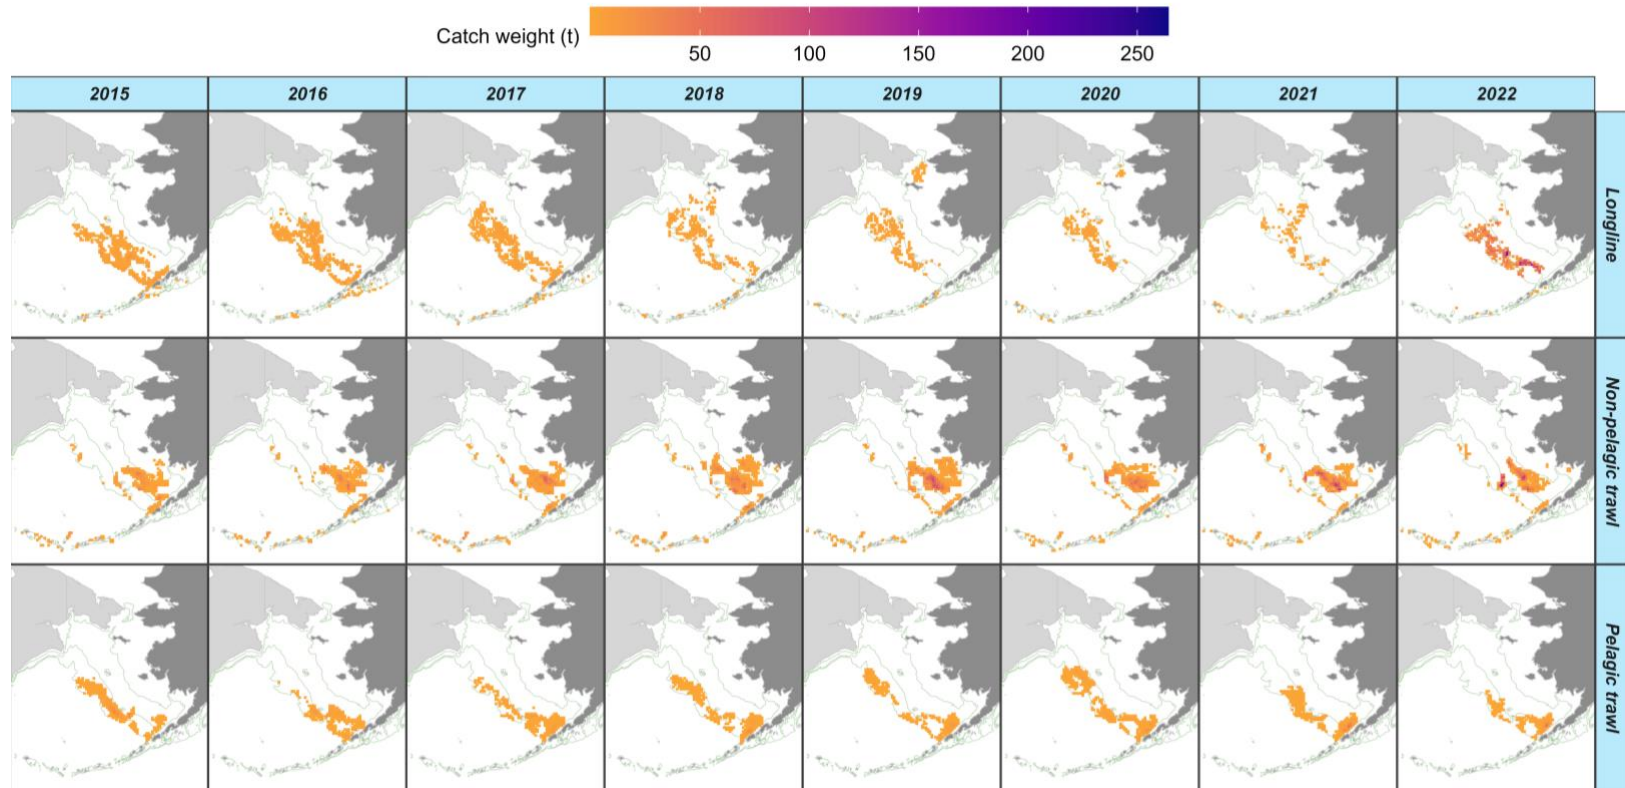 Catch weight (t)
50 100 150 200 250
2015 2016 2017 2018 2019 2020 2021 2022
Longline
Non-pelagic trawl
Pelagic trawl